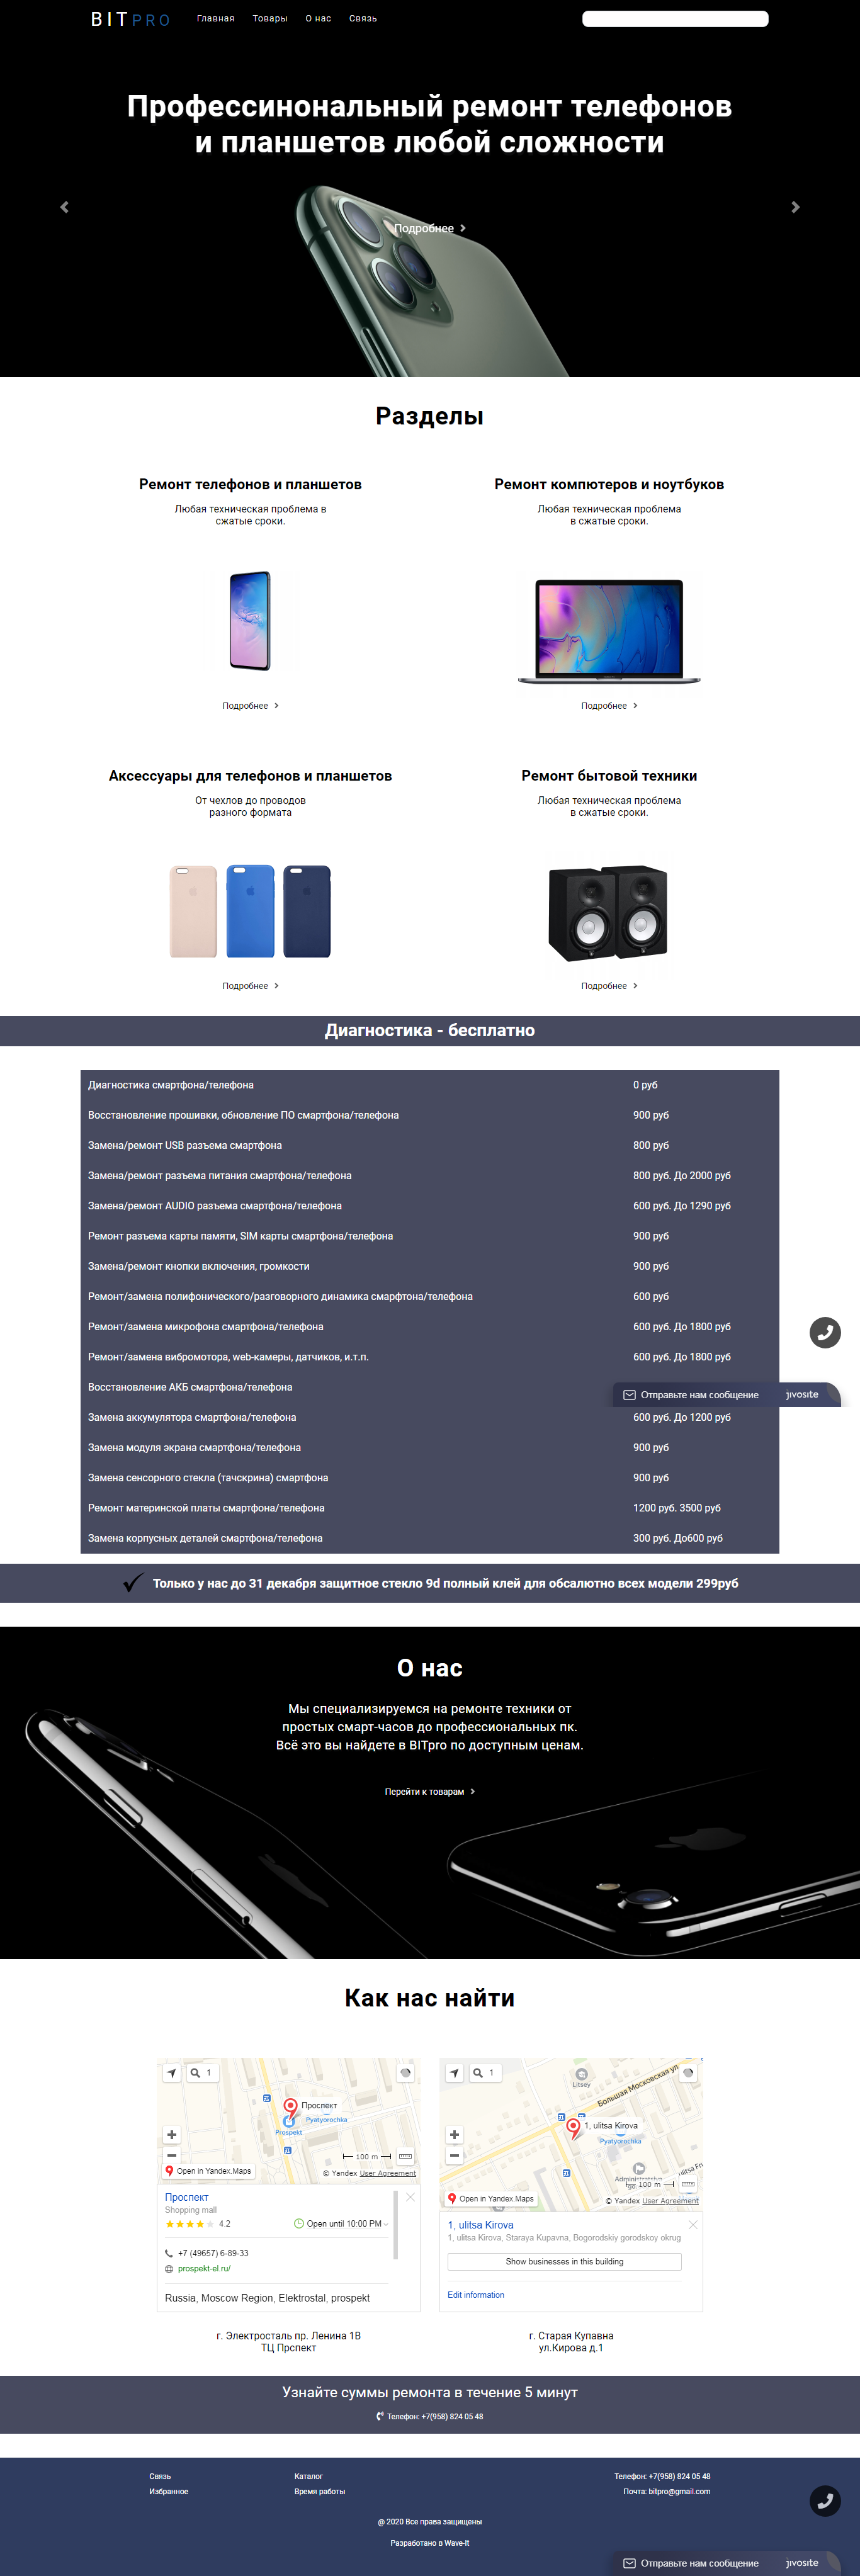 BITPRO Главная Товары О нас Связь
Профессинональный ремонт телефонов
и планшетов любой сложности
Подробнее
Разделы
Ремонт телефонов и планшетов
Любая техническая проблема в
сжатые сроки.
Подробнее
Ремонт компютеров и ноутбуков
Любая техническая проблема
в сжатые сроки.
Подробнее
Аксессуары для телефонов и планшетов
От чехлов до проводов
разного формата
Подробнее
Ремонт бытовой техники
Любая техническая проблема
в сжатые сроки.
Подробнее
Диагностика - бесплатно
Диагностика смартфона/телефона 0 руб
Восстановление прошивки, обновление ПО смартфона/телефона 900 руб
Замена/ремонт USB разъема смартфона 800 руб
Замена/ремонт разъема питания смартфона/телефона 800 руб. До 2000 руб
Замена/ремонт AUDIO разъема смартфона/телефона 600 руб. До 1290 руб
Ремонт разъема карты памяти, SIM карты смартфона/телефона 900 руб
Замена/ремонт кнопки включения, громкости 900 руб
Ремонт/замена полифонического/разговорного динамика смарфтона/телефона 600 руб
Ремонт/замена микрофона смартфона/телефона 600 руб. До 1800 руб
Ремонт/замена вибромотора, web-камеры, датчиков, и.т.п. 600 руб. До 1800 руб
Восстановление АКБ смартфона/телефона
Отправьте нам сообщение jivosite
Замена аккумулятора смартфона/телефона 600 руб. До 1200 руб
Замена модуля экрана смартфона/телефона 900 руб
Замена сенсорного стекла (тачскрина) смартфона 900 руб
Ремонт материнской платы смартфона/телефона 1200 руб. 3500 руб
Замена корпусных деталей смартфона/телефона 300 руб. До600 руб
Только у нас до 31 декабря защитное стекло 9d полный клей для обсалютно всех модели 299руб
О нас
Мы специализируемся на ремонте техники от
простых смарт-часов до профессиональных пк.
Всё это вы найдете в BITpro по доступным ценам.
Перейти к товарам
Как нас найти
1
Проспект
Pyatyorochka
Prospekt
100 m
Open in Yandex.Maps
© Yandex User Agreement
Проспект
Shopping mall
4.2 Open until 10:00 PM
+7 (49657) 6-89-33
prospekt-el.ru/
Russia, Moscow Region, Elektrostal, prospekt
г. Электросталь пр. Ленина 1В
ТЦ Прспект
1
Litsey
Большая Московская ул.
1, ulitsa Kirova
Pyatyorochka
100 m
Open in Yandex.Maps
© Yandex User Agreement
1, ulitsa Kirova
1, ulitsa Kirova, Staraya Kupavna, Bogorodskiy gorodskoy okrug
Show businesses in this building
Edit information
г. Старая Купавна
ул.Кирова д.1
Узнайте суммы ремонта в течение 5 минут
Телефон: +7(958) 824 05 48
Связь Каталог Телефон: +7(958) 824 05 48
Избранное Время работы Почта: bitpro@gmail.com
@ 2020 Все права защищены
Разработано в Wave-It
Отправьте нам сообщение jivosite